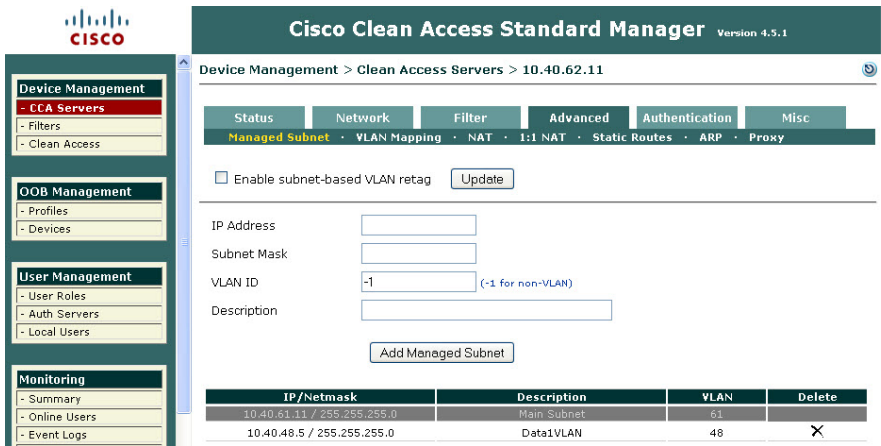 CISCO
Cisco Clean Access Standard Manager Version 4.5.1
Device Management > Clean Access Servers > 10.40.62.11
Device Management
- CCA Servers
- Filters
- Clean Access
OOB Management
- Profiles
- Devices
User Management
- User Roles
- Auth Servers
- Local Users
Monitoring
- Summary
- Online Users
- Event Logs
Status Network Filter Advanced Authentication Misc
Managed Subnet · VLAN Mapping · NAT · 1:1 NAT · Static Routes · ARP · Proxy
Enable subnet-based VLAN retag Update
IP Address
Subnet Mask
VLAN ID -1 (-1 for non-VLAN)
Description
Add Managed Subnet
IP/Netmask Description VLAN Delete
10.40.61.11 / 255.255.255.0 Main Subnet 61
10.40.48.5 / 255.255.255.0 Data1VLAN 48